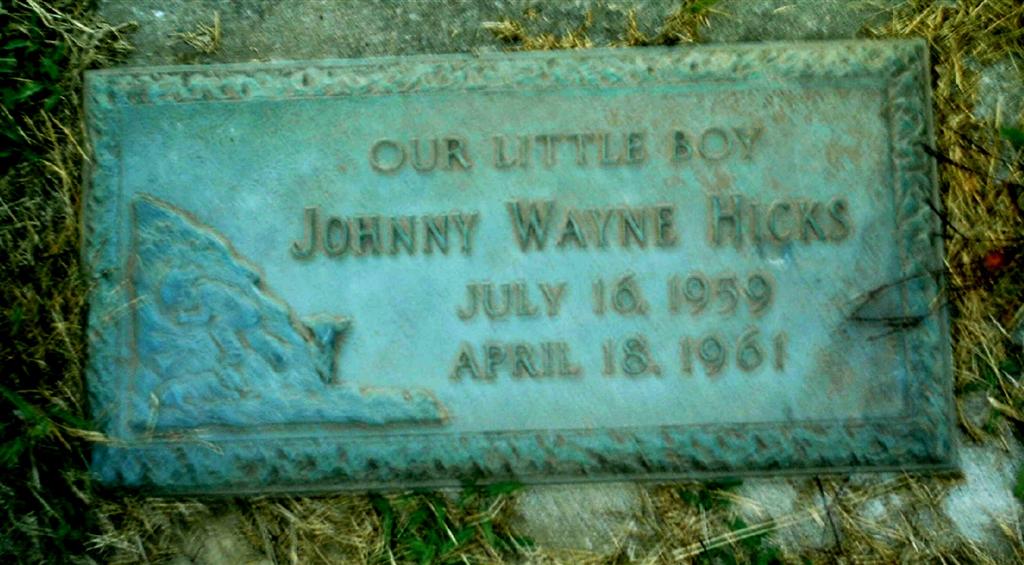 OUR LITTLE BOY
JOHNNY WAYNE HICKS
JULY 16, 1959
APRIL 18, 1961